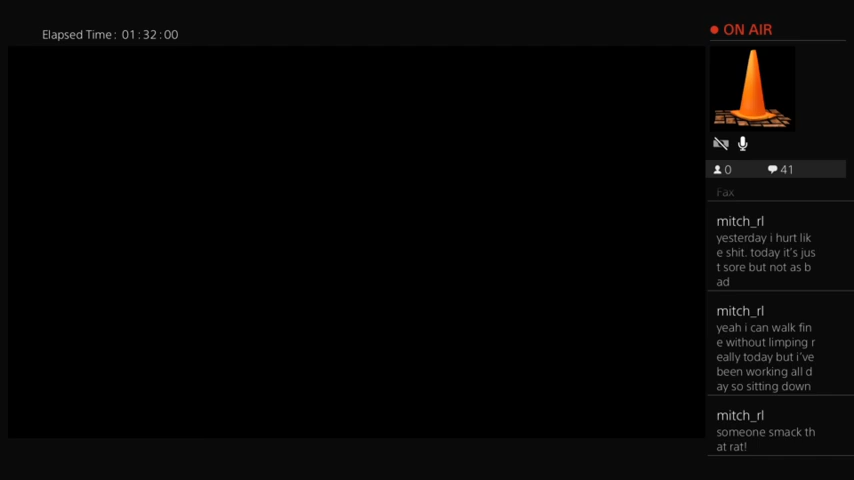 Elapsed Time: 01:32:00
ON AIR
0 41
Fax
mitch_rl
yesterday i hurt lik
e shit. today it's jus
t sore but not as b
ad
mitch_rl
yeah i can walk fin
e without limping r
eally today but i've
been working all d
ay so sitting down
mitch_rl
someone smack th
at rat!